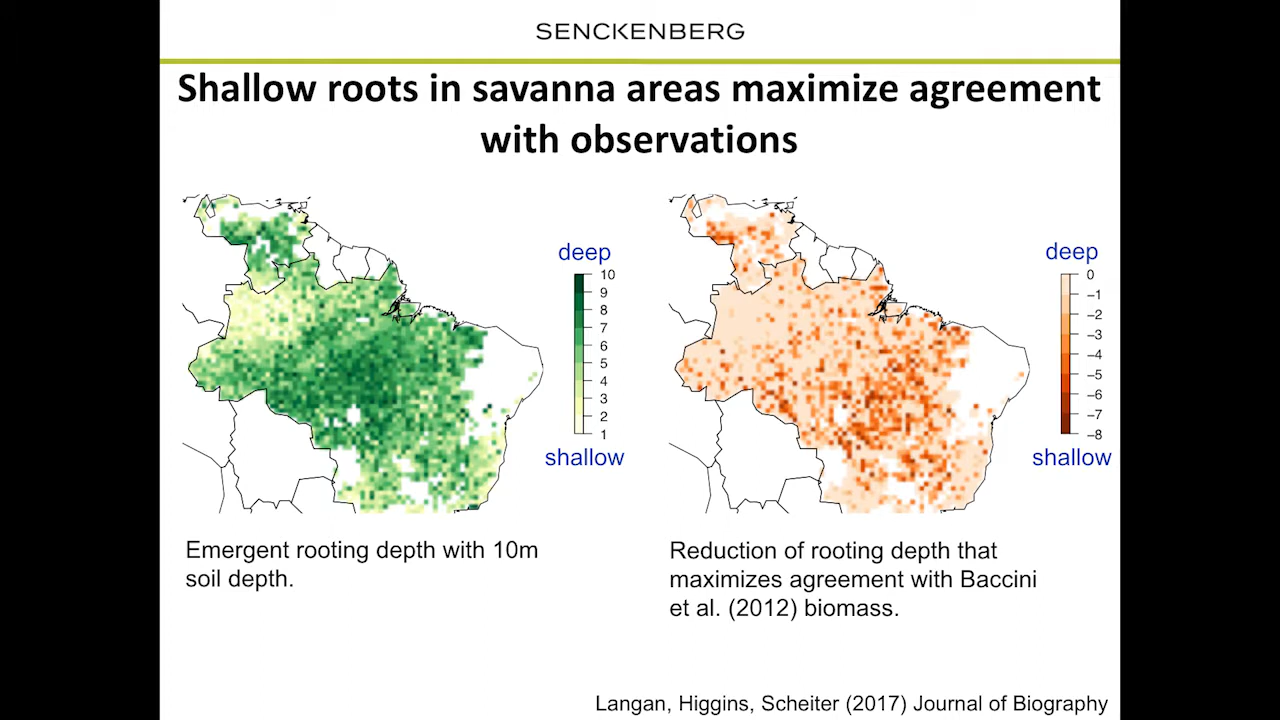 SENCKENBERG
Shallow roots in savanna areas maximize agreement
with observations
deep
10
9
8
7
6
5
4
3
2
1
shallow
deep
0
−1
−2
−3
−4
−5
−6
−7
−8
shallow
Emergent rooting depth with 10m
soil depth.
Reduction of rooting depth that
maximizes agreement with Baccini
et al. (2012) biomass.
Langan, Higgins, Scheiter (2017) Journal of Biography